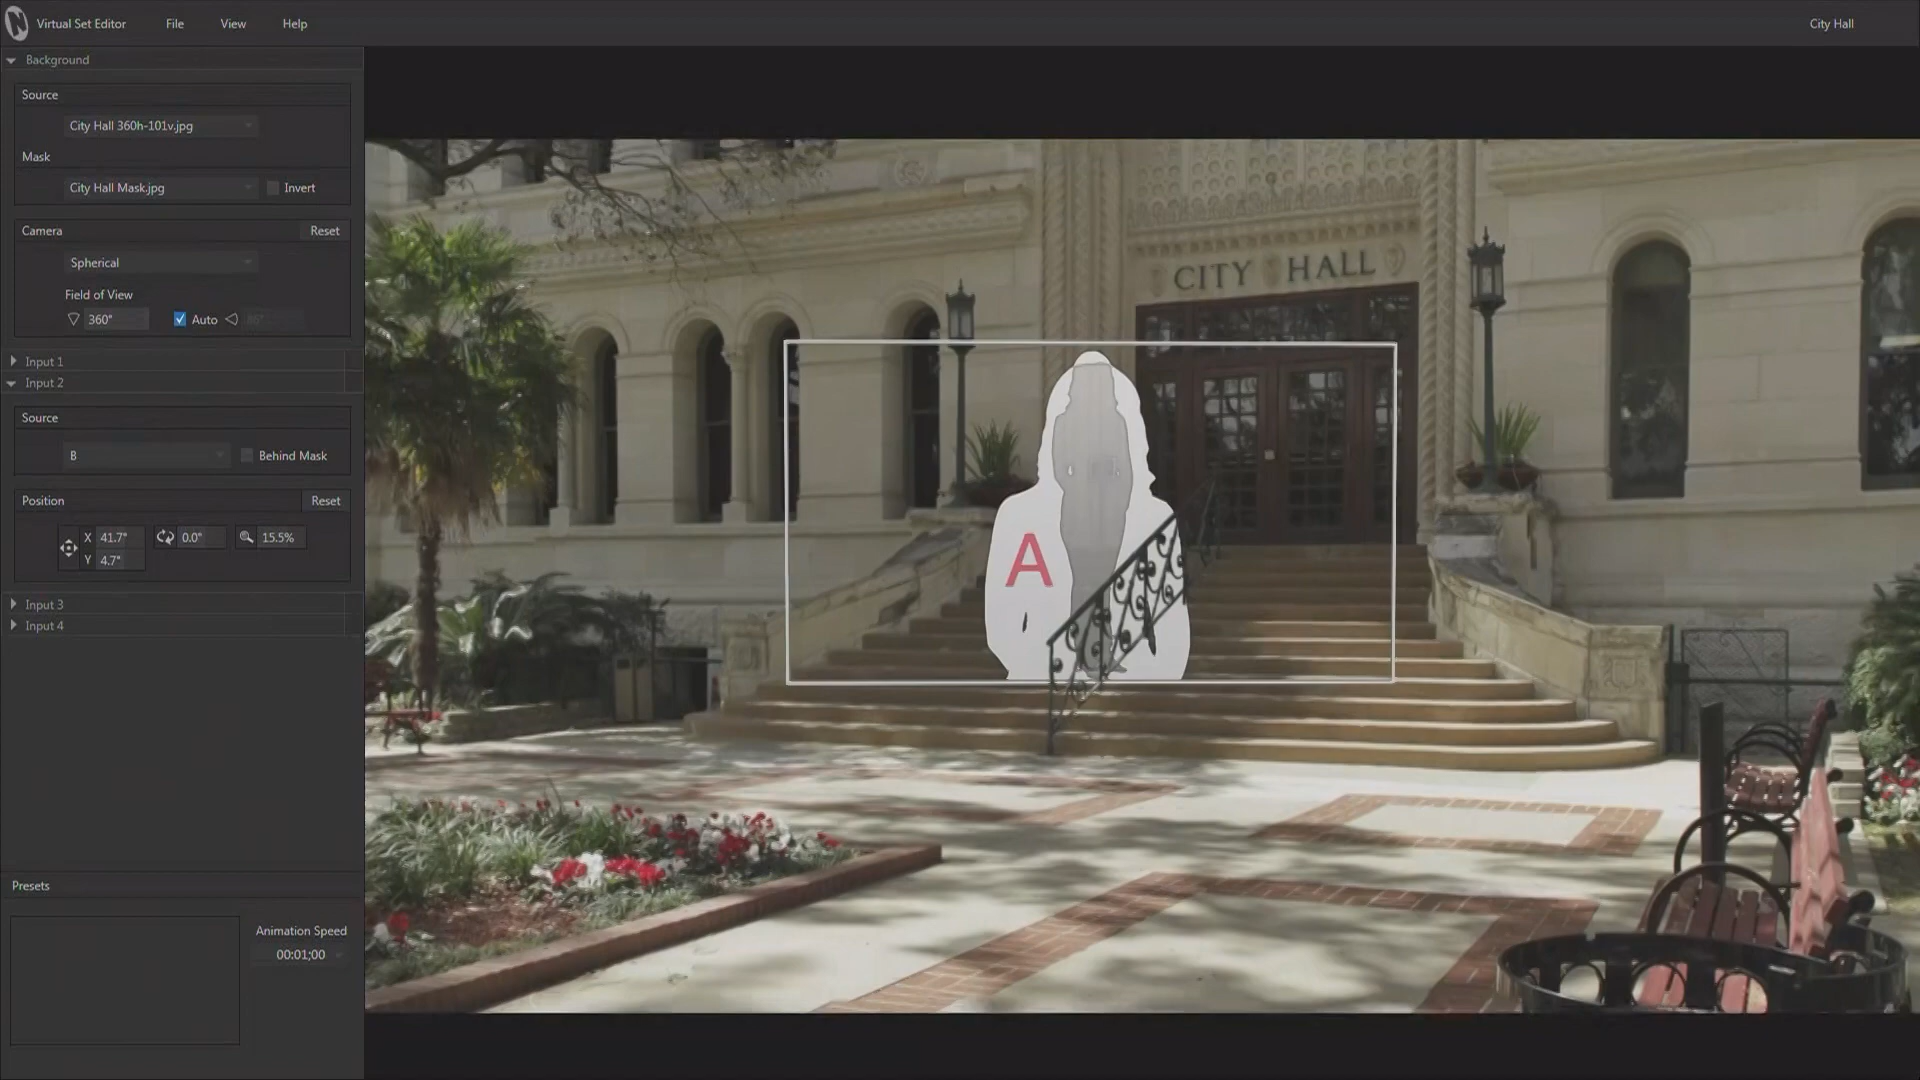 Virtual Set Editor File View Help City Hall
Background
Source
City Hall 360h-101v.jpg
Mask
City Hall Mask.jpg Invert
Camera Reset
Spherical
Field of View
360° Auto
Input 1
Input 2
Source
B Behind Mask
Position Reset
X 41.7° 0.0° 15.5%
Y 4.7°
Input 3
Input 4
Presets
Animation Speed
00:01;00
CITY HALL
A